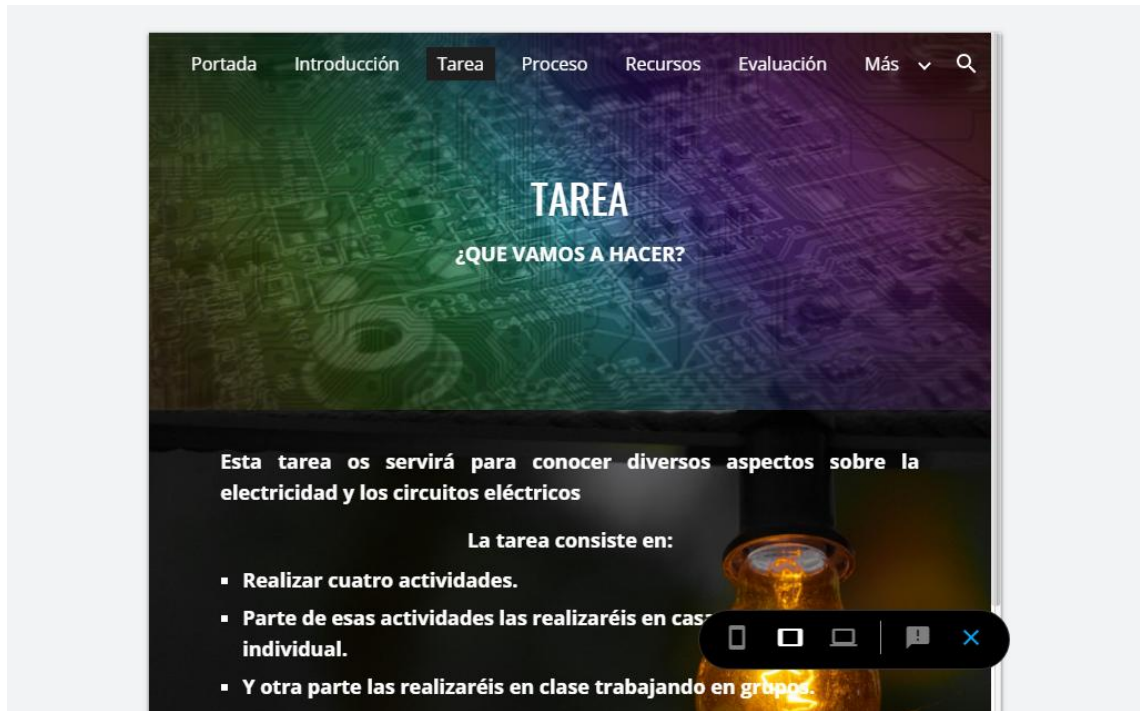 Portada Introducción Tarea Proceso Recursos Evaluación Más
TAREA
¿QUE VAMOS A HACER?
Esta tarea os servirá para conocer diversos aspectos sobre la
electricidad y los circuitos eléctricos
La tarea consiste en:
Realizar cuatro actividades.
Parte de esas actividades las realizaréis en casa
individual.
Y otra parte las realizaréis en clase trabajando en grupos.